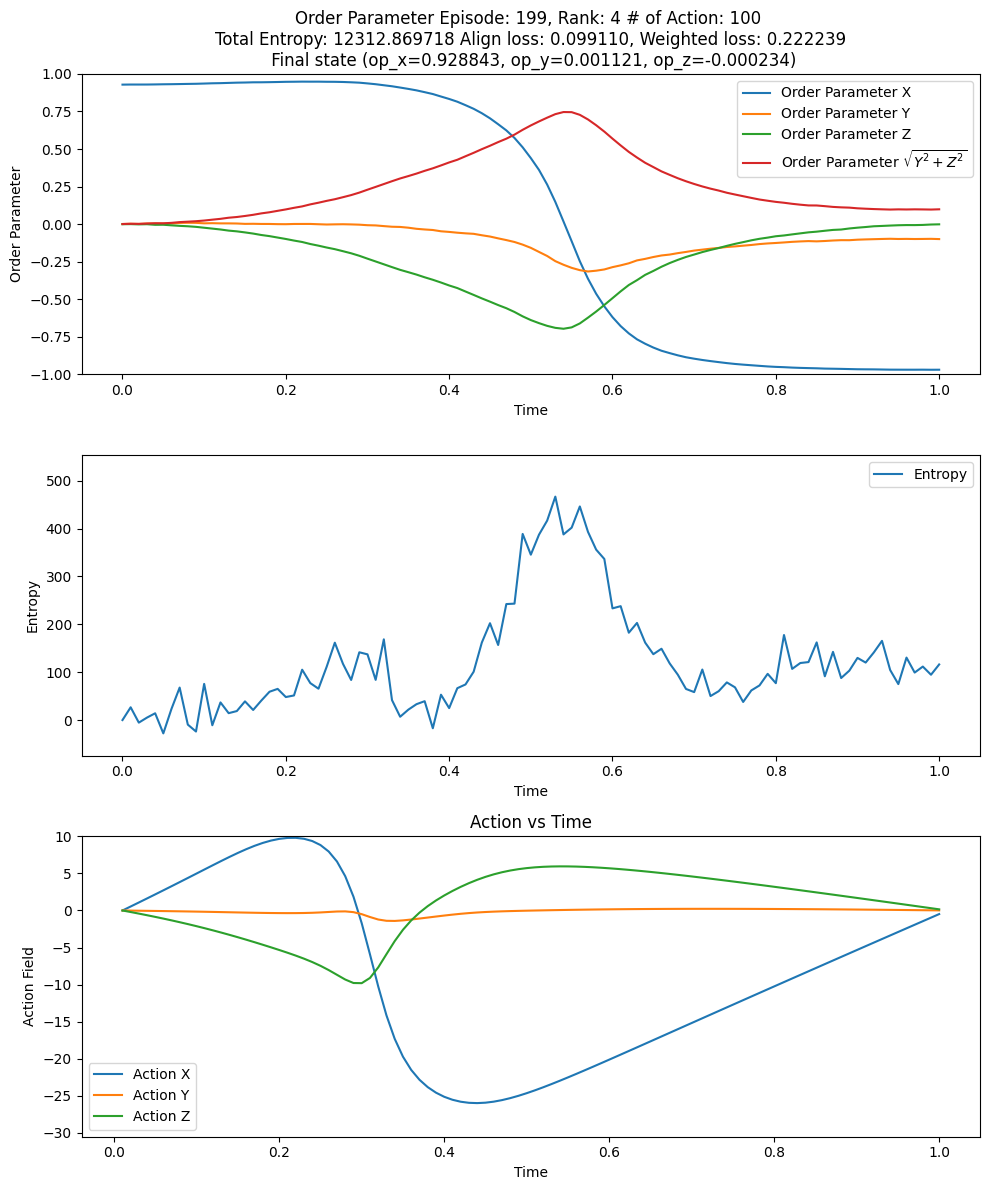 Order Parameter Episode: 199, Rank: 4 # of Action: 100
Total Entropy: 12312.869718 Align loss: 0.099110, Weighted loss: 0.222239
Final state (op_x=0.928843, op_y=0.001121, op_z=-0.000234)
1.00
0.75
0.50
0.25
0.00
−0.25
−0.50
−0.75
−1.00
Order Parameter
Order Parameter X
Order Parameter Y
Order Parameter Z
Order Parameter √Y² + Z²
0.0 0.2 0.4 0.6 0.8 1.0
Time
500
400
300
200
100
0
Entropy
Entropy
0.0 0.2 0.4 0.6 0.8 1.0
Time
Action vs Time
10
5
0
−5
−10
−15
−20
−25
−30
Action Field
Action X
Action Y
Action Z
0.0 0.2 0.4 0.6 0.8 1.0
Time